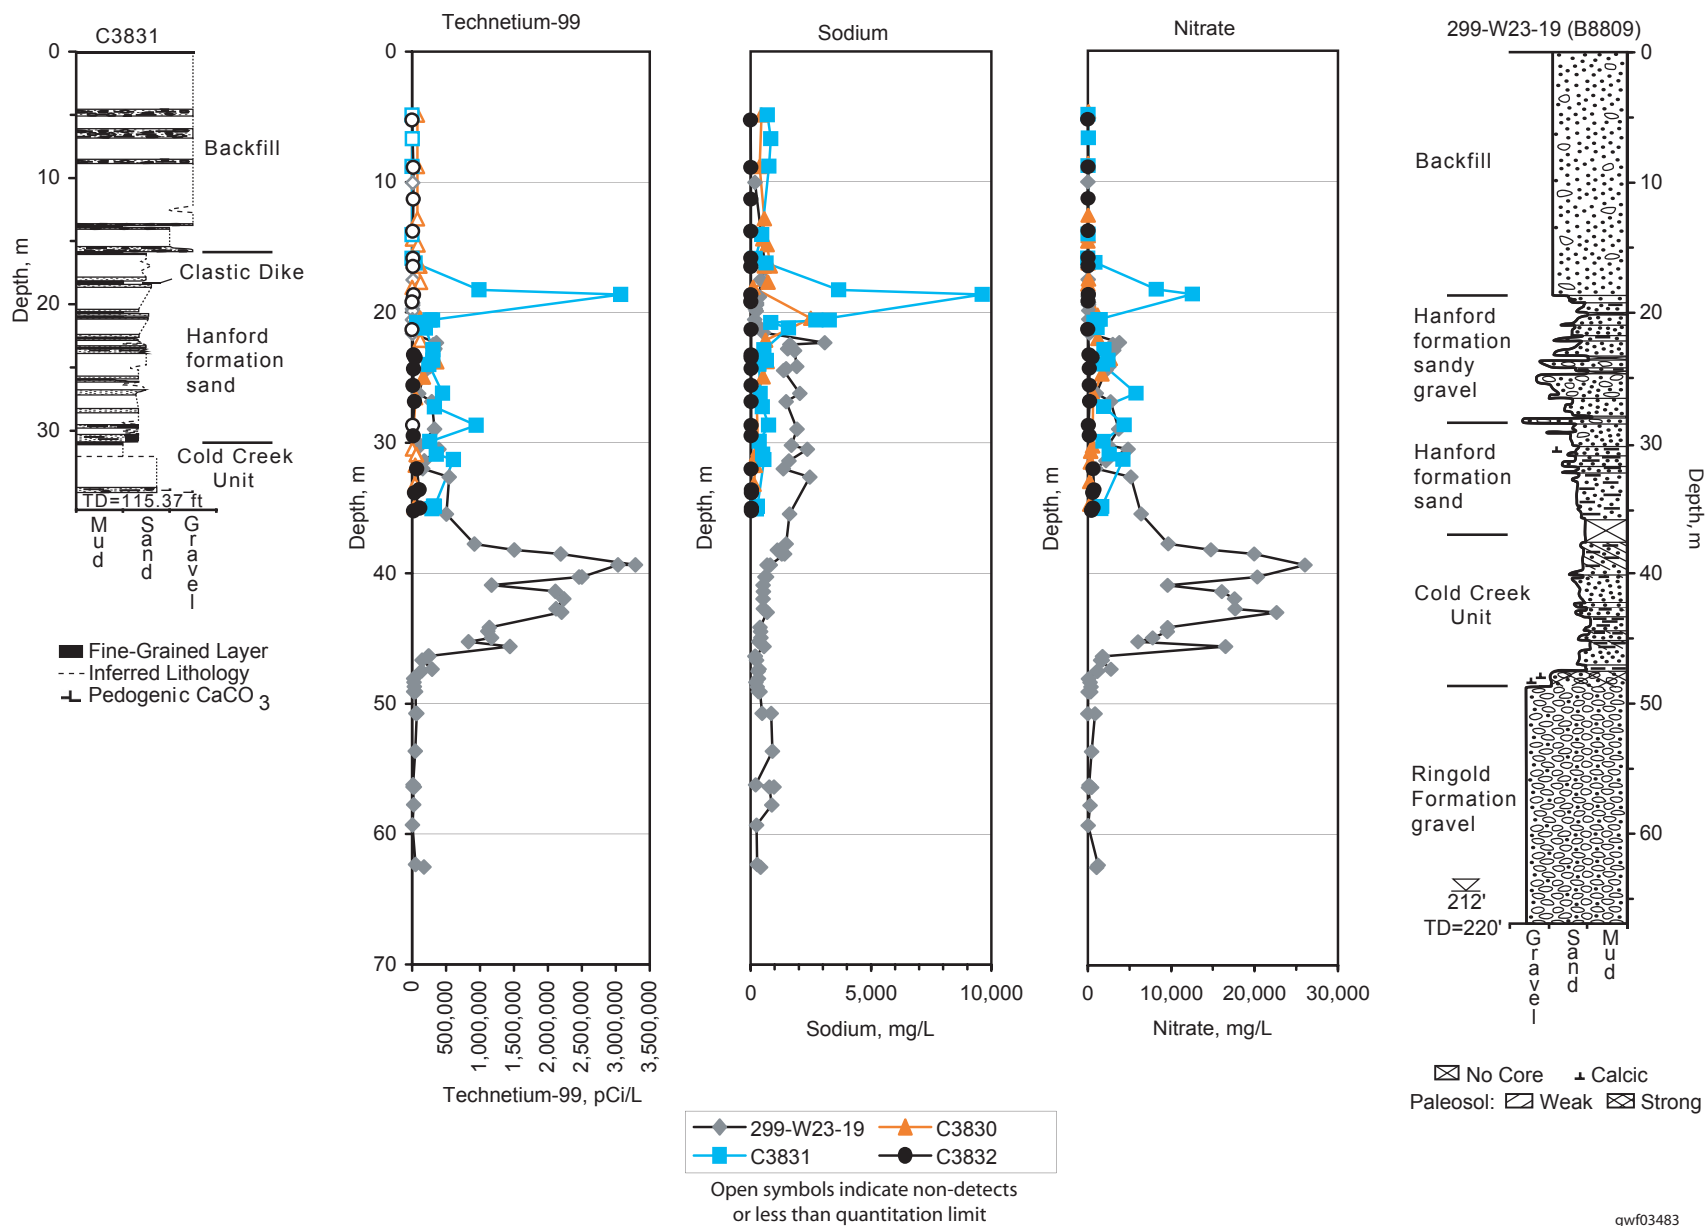 C3831
0
10
20
30
Depth, m
Backfill
Clastic Dike
Hanford
formation
sand
Cold Creek
Unit
TD=115.37 ft
Mud
Sand
Gravel
Fine-Grained Layer
Inferred Lithology
Pedogenic CaCO3
Technetium-99
0
10
20
30
40
50
60
70
Depth, m
0
500,000
1,000,000
1,500,000
2,000,000
2,500,000
3,000,000
3,500,000
Technetium-99, pCi/L
Sodium
Depth, m
0
5,000
10,000
Sodium, mg/L
Nitrate
Depth, m
0
10,000
20,000
30,000
Nitrate, mg/L
299-W23-19 (B8809)
0
10
20
30
40
50
60
Depth,m
Backfill
Hanford
formation
sandy
gravel
Hanford
formation
sand
Cold Creek
Unit
Ringold
Formation
gravel
212'
TD=220'
Gravel
Sand
Mud
No Core
Calcic
Paleosol:
Weak
Strong
299-W23-19
C3830
C3831
C3832
Open symbols indicate non-detects
or less than quantitation limit
gwf03483